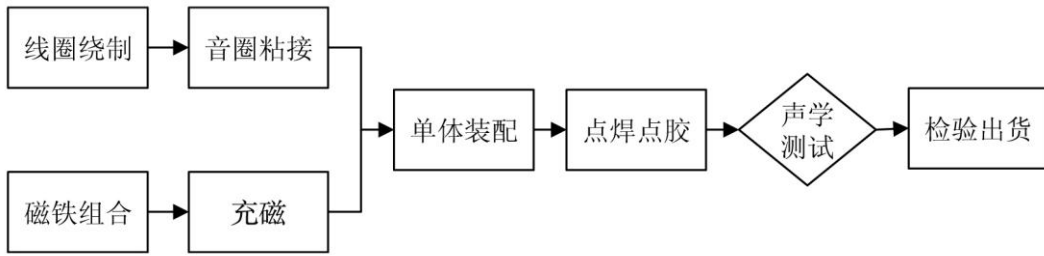 线圈绕制
音圈粘接
单体装配
点焊点胶
声学
测试
检验出货
磁铁组合
充磁